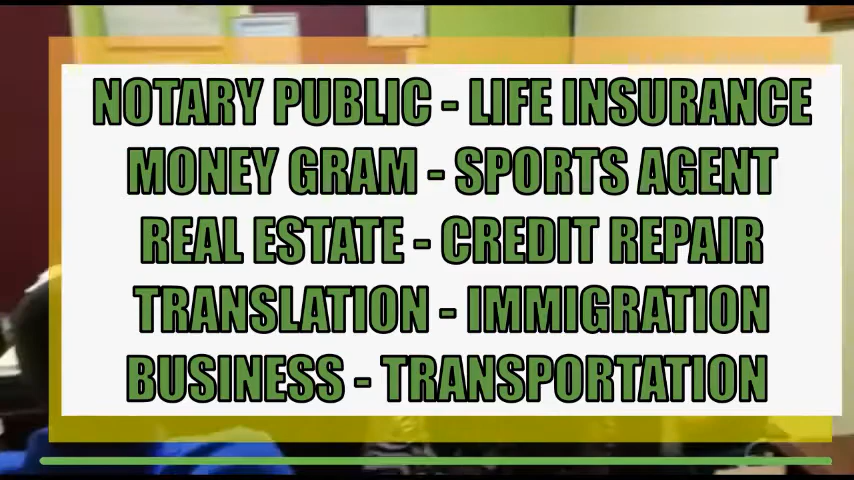 NOTARY PUBLIC - LIFE INSURANCE
MONEY GRAM - SPORTS AGENT
REAL ESTATE - CREDIT REPAIR
TRANSLATION - IMMIGRATION
BUSINESS - TRANSPORTATION